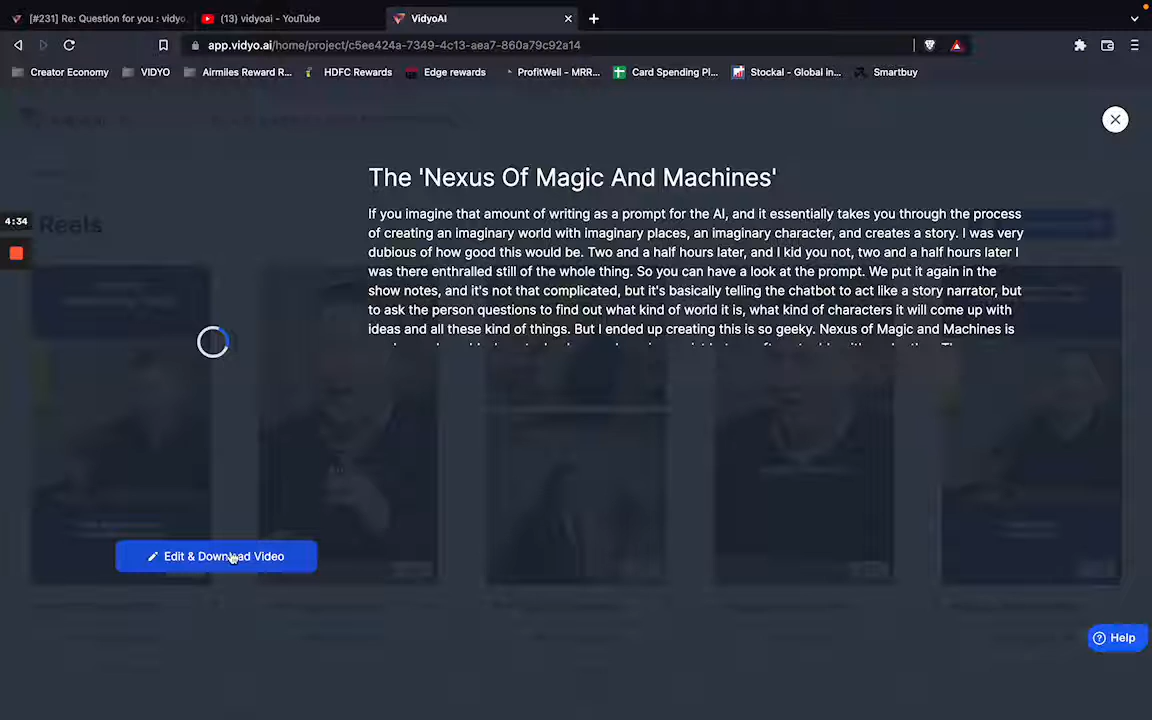 [#231] Re: Question for you : vidyo
(13) vidyoai - YouTube
VidyoAI
app.vidyo.ai/home/project/c5ee424a-7349-4c13-aea7-860a79c92a14
Creator Economy
VIDYO
Airmiles Reward R...
HDFC Rewards
Edge rewards
ProfitWell – MRR...
Card Spending Pl...
Stockal - Global in...
Smartbuy
The 'Nexus Of Magic And Machines'
4:34
Reels
If you imagine that amount of writing as a prompt for the AI, and it essentially takes you through the process
of creating an imaginary world with imaginary places, an imaginary character, and creates a story. I was very
dubious of how good this would be. Two and a half hours later, and I kid you not, two and a half hours later I
was there enthralled still of the whole thing. So you can have a look at the prompt. We put it again in the
show notes, and it's not that complicated, but it's basically telling the chatbot to act like a story narrator, but
to ask the person questions to find out what kind of world it is, what kind of characters it will come up with
ideas and all these kind of things. But I ended up creating this is so geeky. Nexus of Magic and Machines is
Edit & Download Video
Help